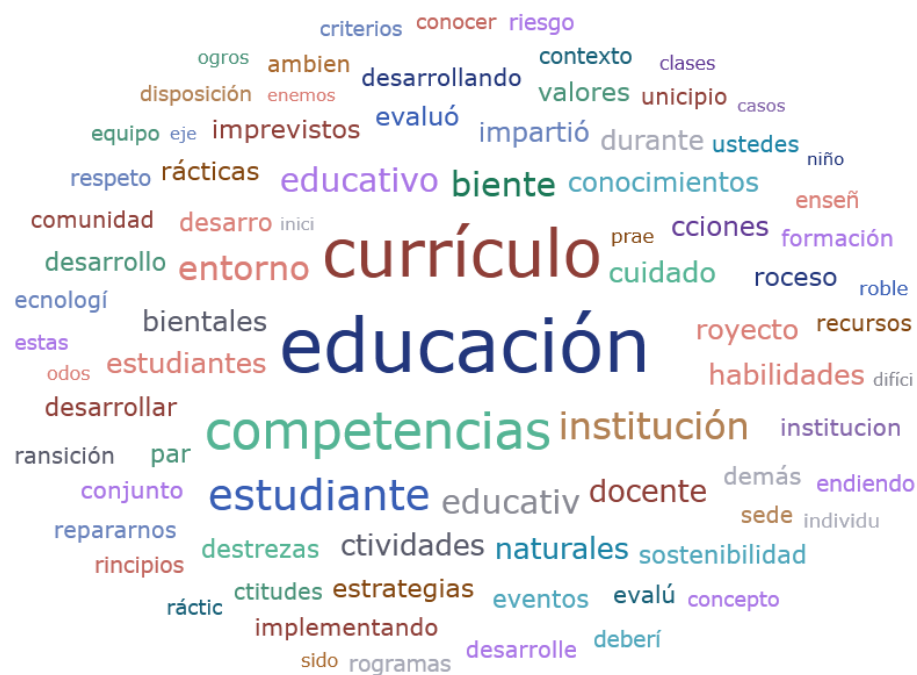 criterios conocer riesgo
ogros ambien contexto clases
disposición enemos desarrollando valores unicipio casos
equipo eje imprevistos evaluó impartió durante ustedes niño
respeto rácticas educativo biente conocimientos enseñ
comunidad desarro inici currículo prae cciones formación
desarrollo entorno cuidado roceso roble
ecnologí bientales educación royecto recursos
estas odos estudiantes habilidades difíci
desarrollar competencias institución institucion
ransición par demás endiendo
conjunto estudiante educativ docente sede individu
repararnos destrezas ctividades naturales sostenibilidad
rincipios ctitudes estrategias eventos evalú concepto
ráctic implementando desarrolle deberí
sido rogramas